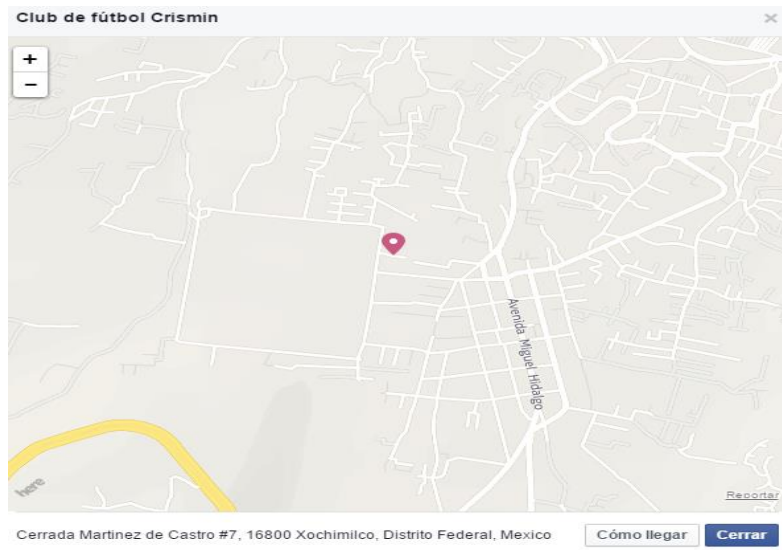 Club de fútbol Crismin
×
+
−
Avenida Miguel Hidalgo
here
Reportar
Cerrada Martinez de Castro #7, 16800 Xochimilco, Distrito Federal, Mexico
Cómo llegar
Cerrar